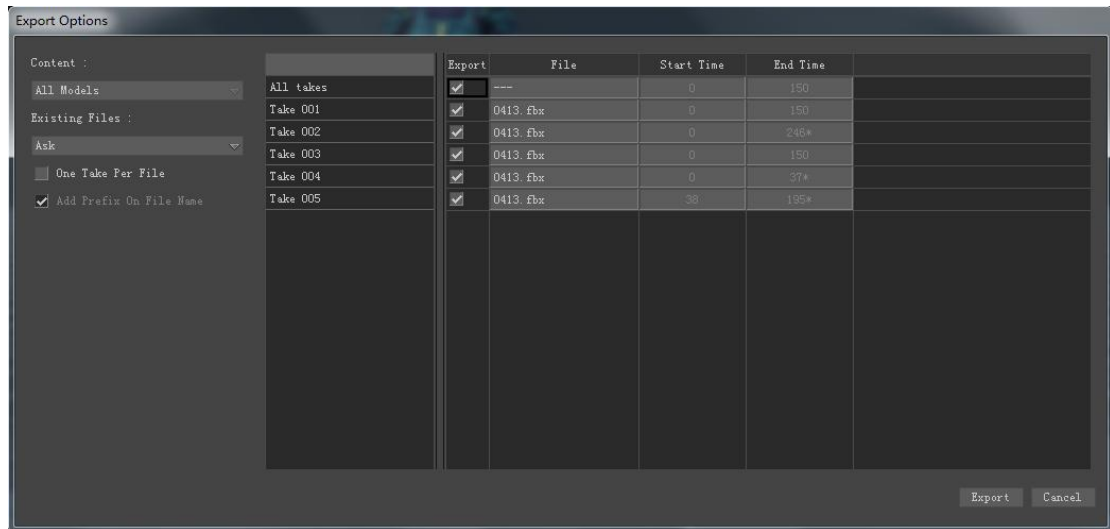 Export Options
Content :
All Models
Existing Files :
Ask
One Take Per File
Add Prefix On File Name
Export File Start Time End Time
All takes --- 0 150
Take 001 0413.fbx 0 150
Take 002 0413.fbx 0 246*
Take 003 0413.fbx 0 150
Take 004 0413.fbx 0 37*
Take 005 0413.fbx 38 195*
Export Cancel